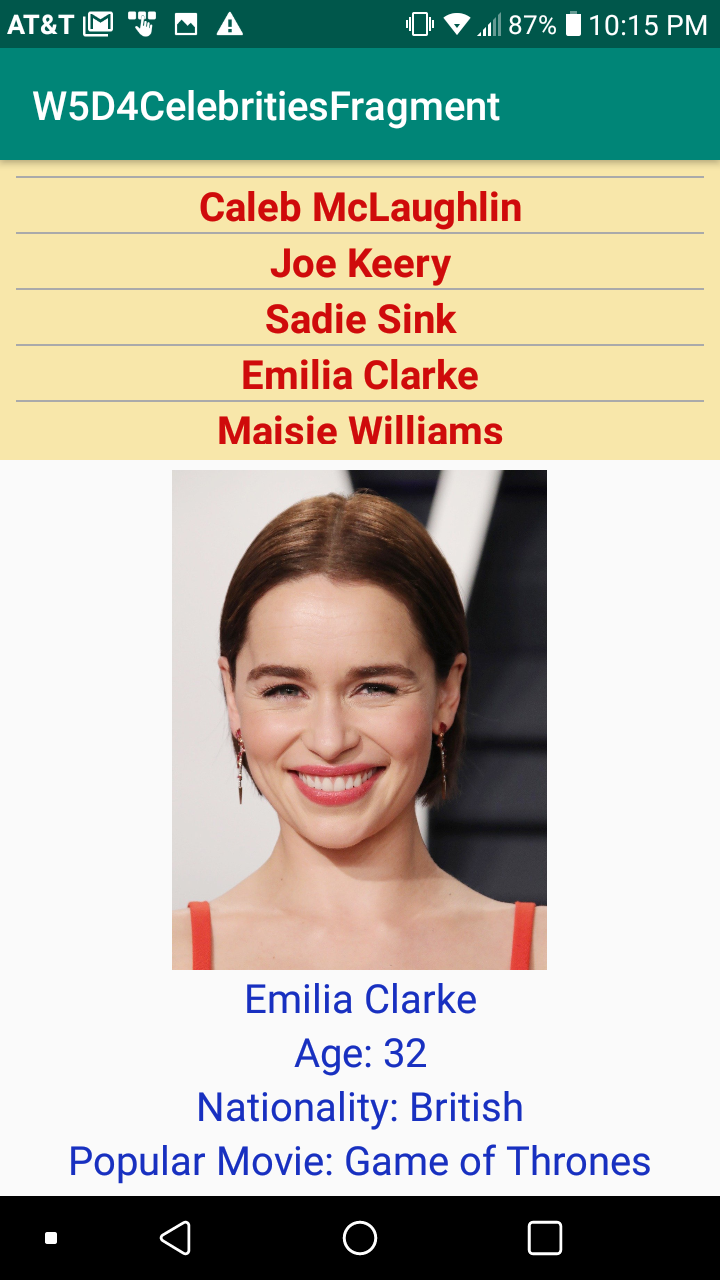 AT&T 87% 10:15 PM
W5D4CelebritiesFragment
Caleb McLaughlin
Joe Keery
Sadie Sink
Emilia Clarke
Maisie Williams
Emilia Clarke
Age: 32
Nationality: British
Popular Movie: Game of Thrones